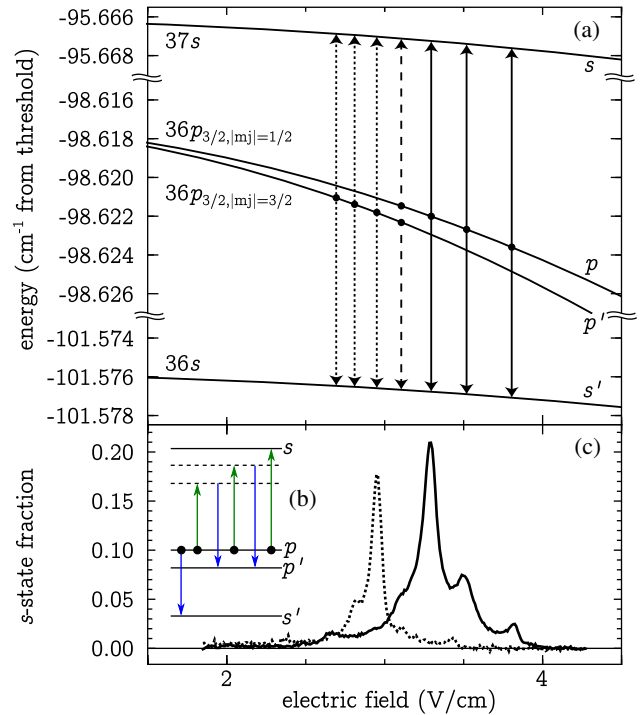 (a)
-95.666
-95.668
-98.616
-98.618
-98.620
-98.622
-98.624
-98.626
-101.574
-101.576
-101.578
energy (cm⁻¹ from threshold)
37s
s
36p3/2,|mj|=1/2
36p3/2,|mj|=3/2
p
p'
36s
s'
(c)
0.20
0.15
0.10
0.05
0.00
s-state fraction
s
(b)
p
p'
s'
2
4
electric field (V/cm)